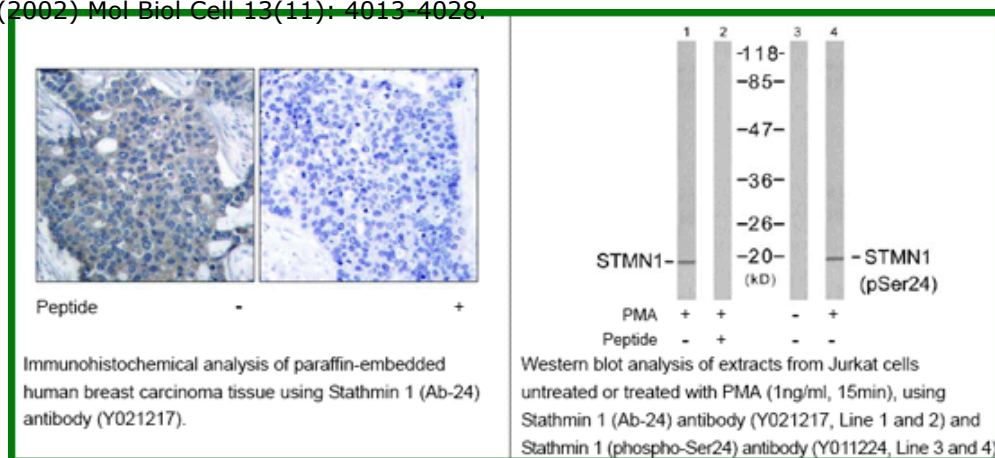 (2002) Mol Biol Cell 13(11): 4013-4028.
Peptide - +
Immunohistochemical analysis of paraffin-embedded
human breast carcinoma tissue using Stathmin 1 (Ab-24)
antibody (Y021217).
1 2 3 4
-118-
-85-
-47-
-36-
-26-
STMN1- -20- -STMN1
(kD) (pSer24)
PMA + + - +
Peptide - + - -
Western blot analysis of extracts from Jurkat cells
untreated or treated with PMA (1ng/ml, 15min), using
Stathmin 1 (Ab-24) antibody (Y021217, Line 1 and 2) and
Stathmin 1 (phospho-Ser24) antibody (Y011224, Line 3 and 4)